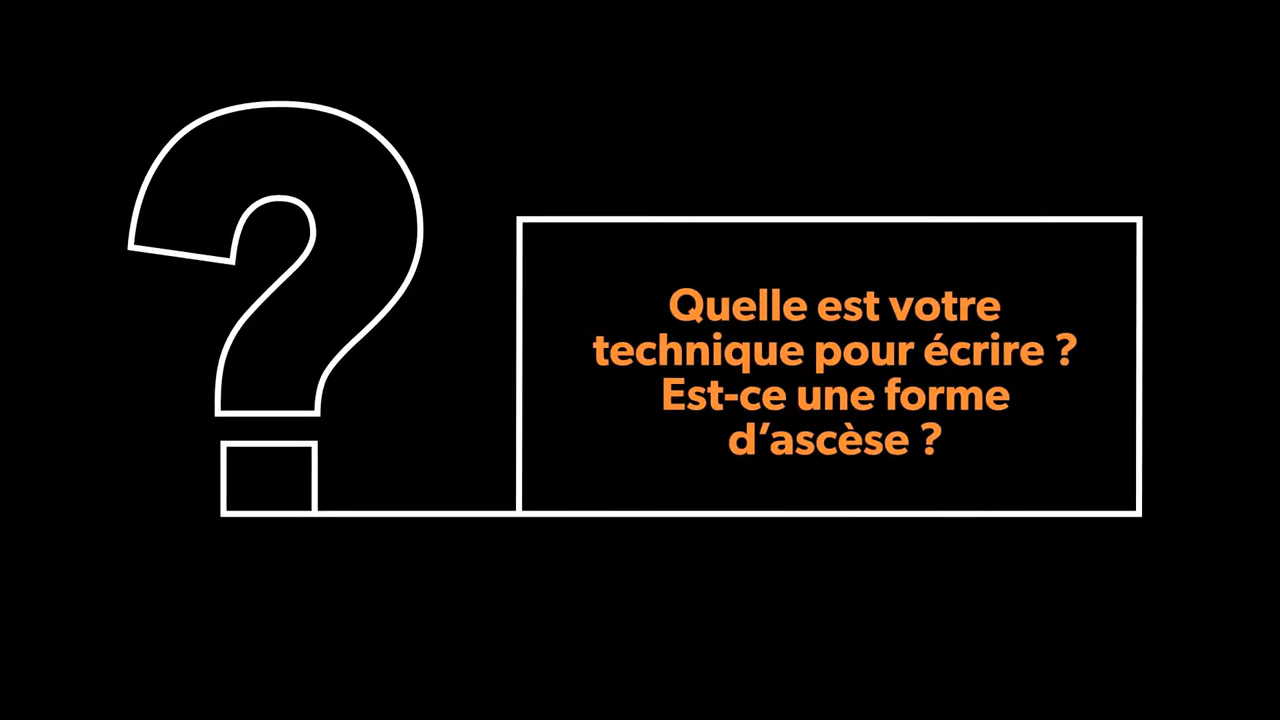 Quelle est votre
technique pour écrire ?
Est-ce une forme
d’ascèse ?